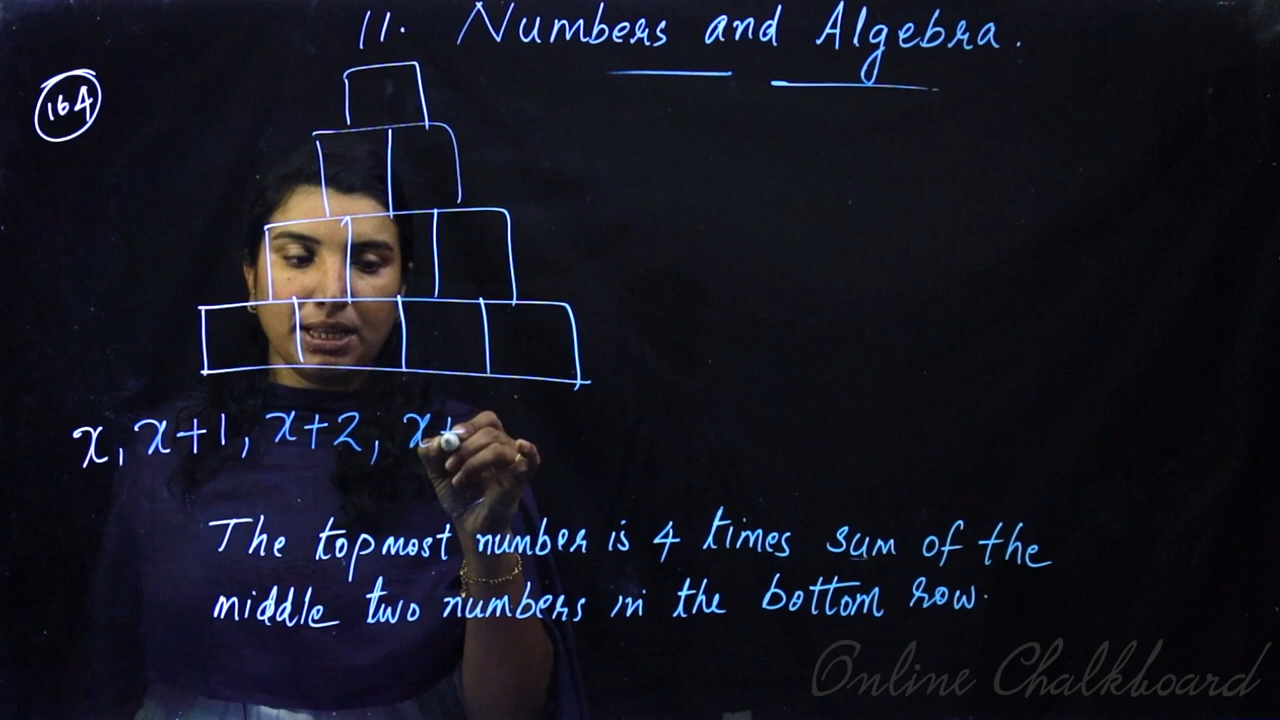 11. Numbers and Algebra.
164
x, x+1, x+2, x+
The topmost number is 4 times sum of the
middle two numbers in the bottom row.
Online Chalkboard